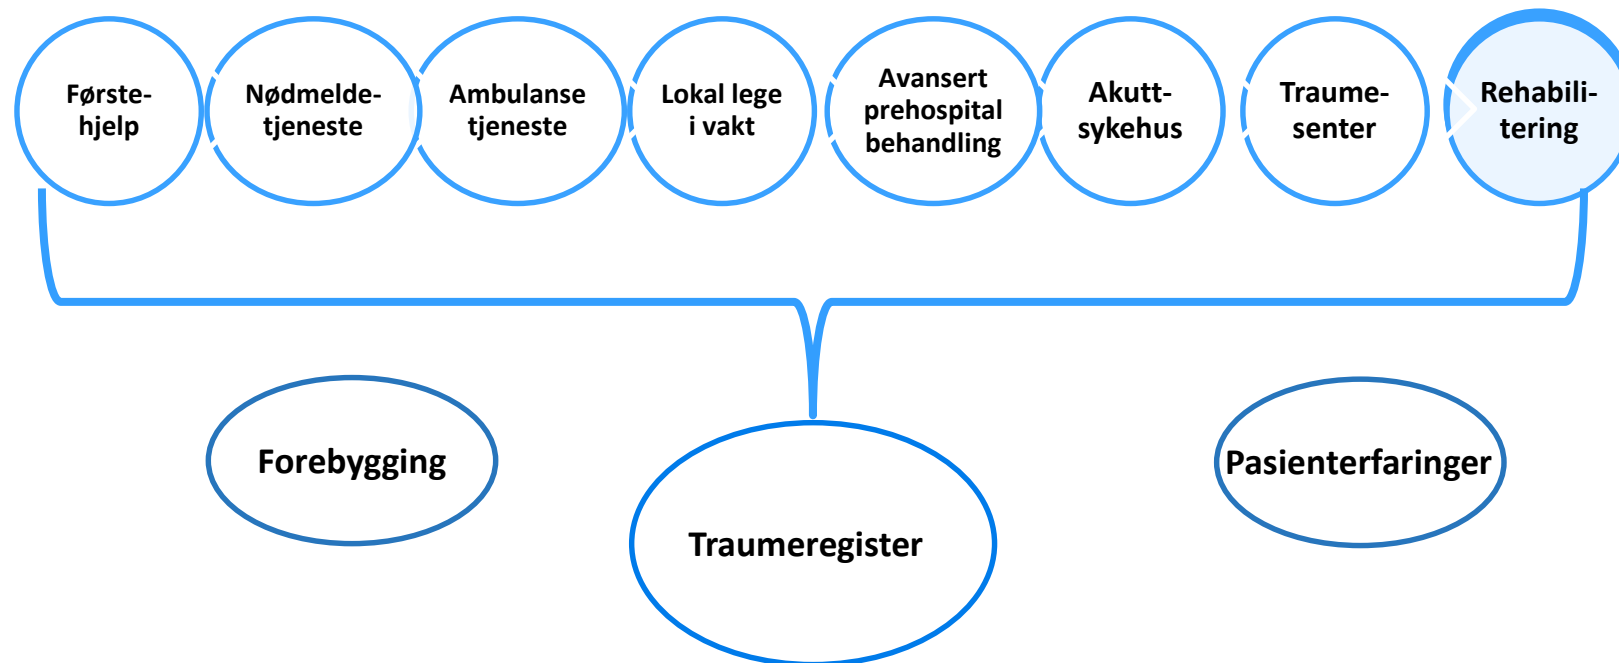 Første-
hjelp
Nødmelde-
tjeneste
Ambulanse
tjeneste
Lokal lege
i vakt
Avansert
prehospital
behandling
Akutt-
sykehus
Traume-
senter
Rehabili-
tering
Forebygging
Traumeregister
Pasienterfaringer